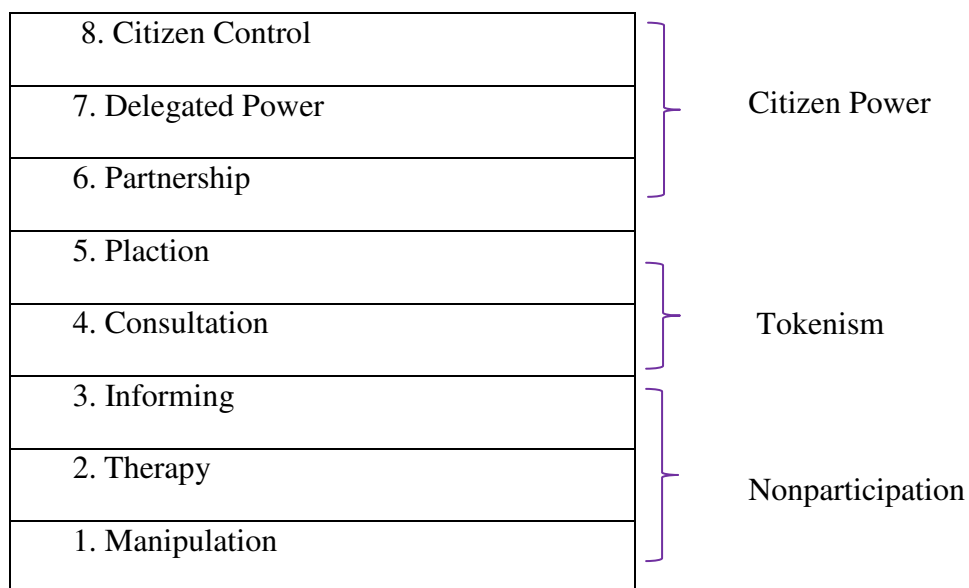 8. Citizen Control
7. Delegated Power
Citizen Power
6. Partnership
5. Plaction
4. Consultation
Tokenism
3. Informing
2. Therapy
Nonparticipation
1. Manipulation